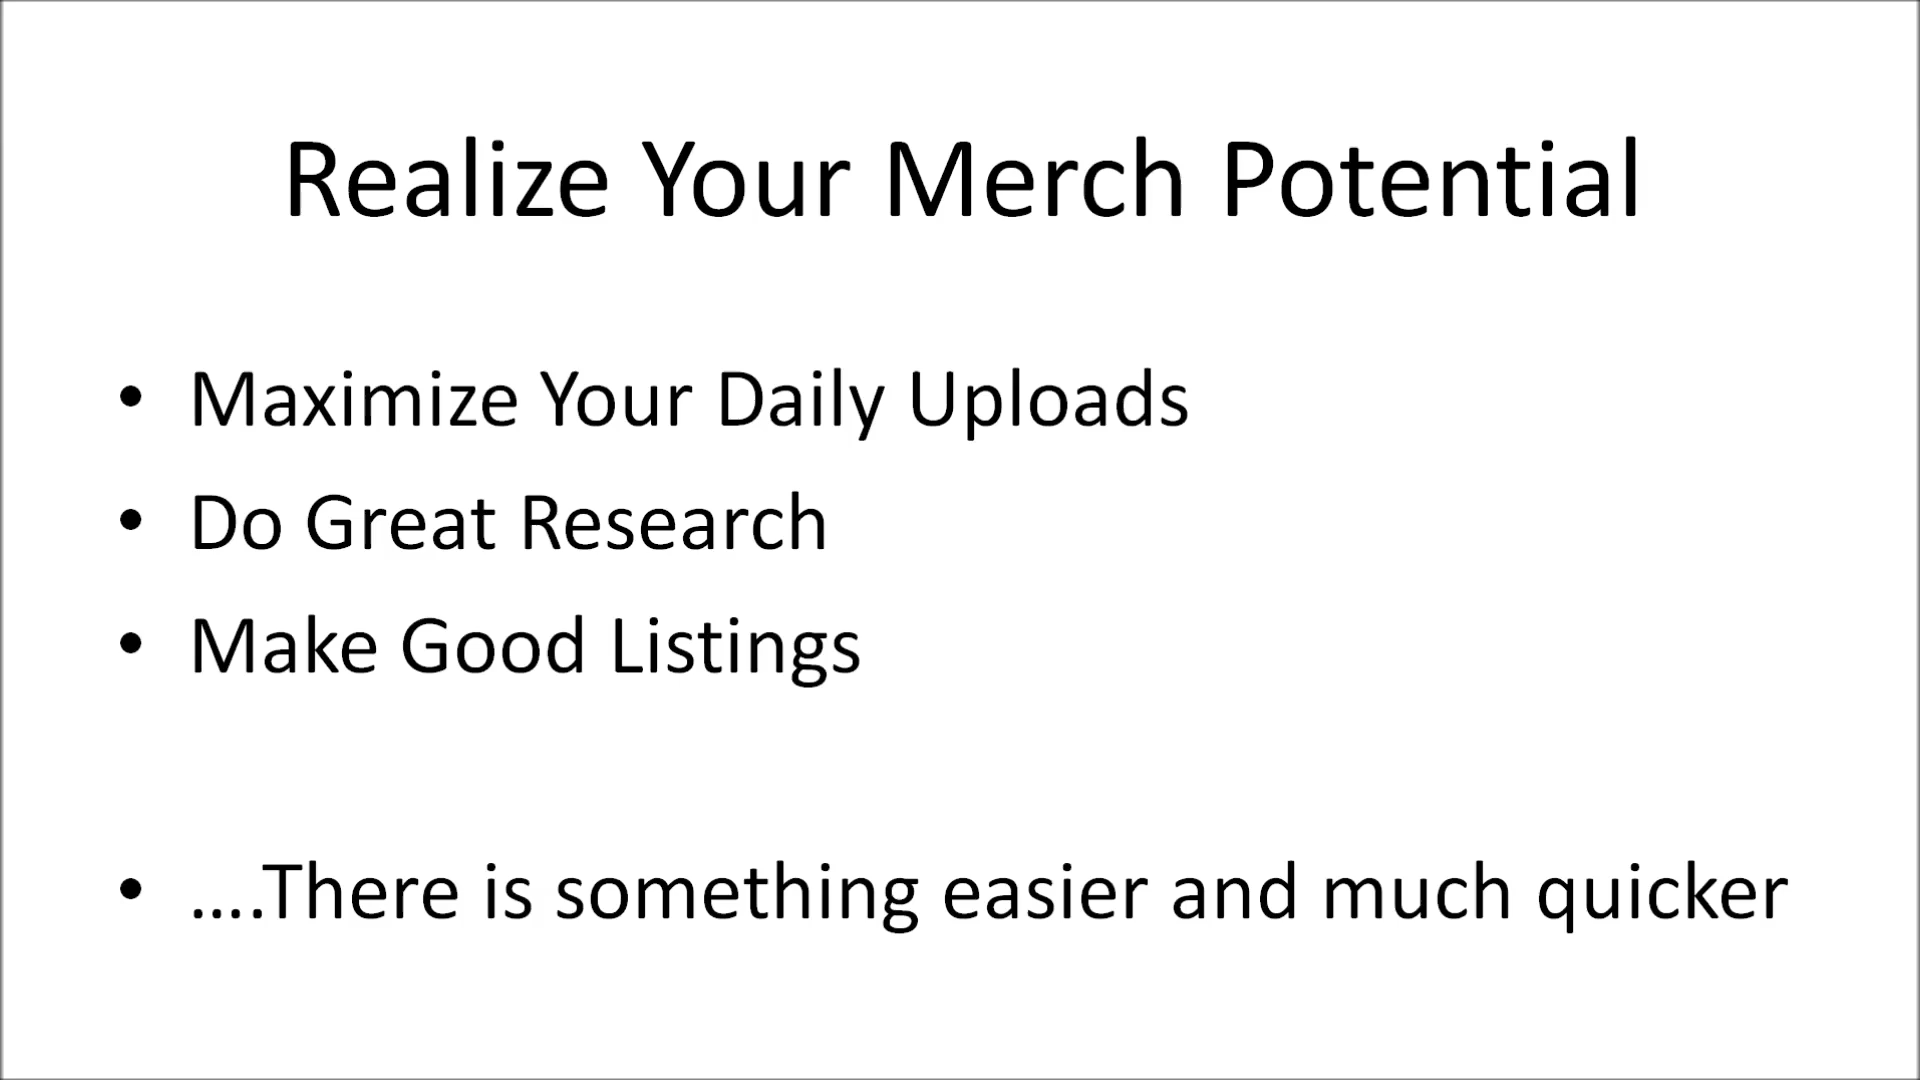 Realize Your Merch Potential
• Maximize Your Daily Uploads
• Do Great Research
• Make Good Listings
• ....There is something easier and much quicker